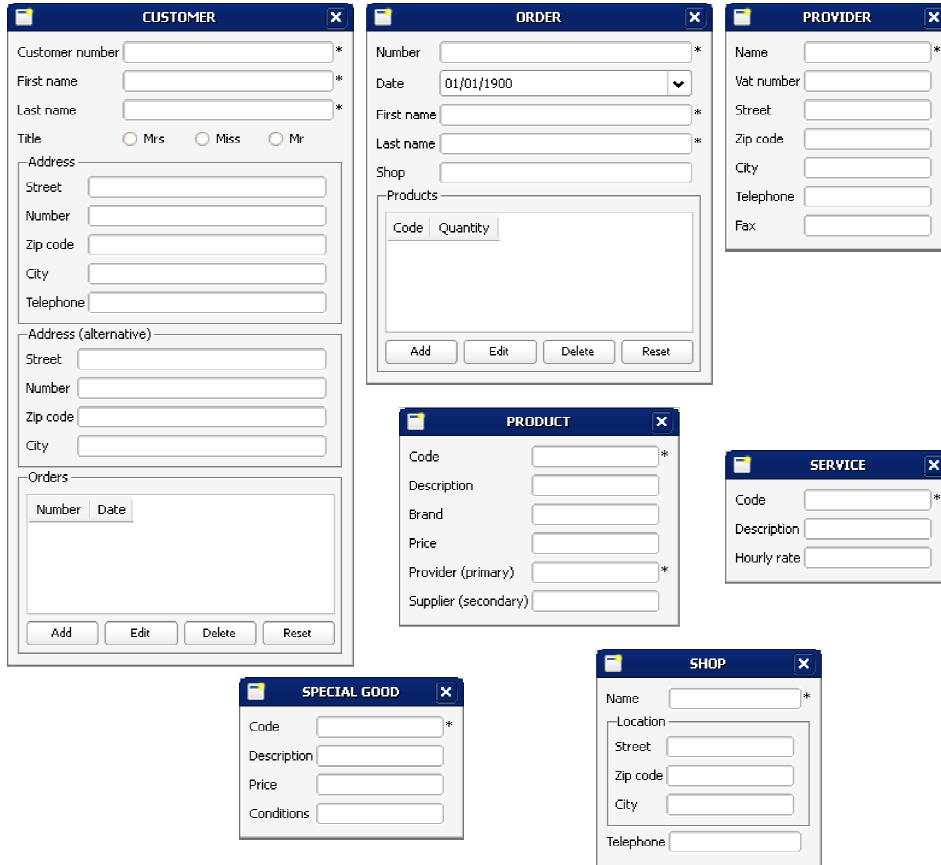 CUSTOMER
Customer number *
First name *
Last name *
Title Mrs Miss Mr
Address
Street
Number
Zip code
City
Telephone
Address (alternative)
Street
Number
Zip code
City
Orders
Number Date
Add Edit Delete Reset
ORDER
Number *
Date 01/01/1900
First name *
Last name *
Shop
Products
Code Quantity
Add Edit Delete Reset
PROVIDER
Name *
Vat number
Street
Zip code
City
Telephone
Fax
PRODUCT
Code *
Description
Brand
Price
Provider (primary) *
Supplier (secondary)
SERVICE
Code *
Description
Hourly rate
SPECIAL GOOD
Code *
Description
Price
Conditions
SHOP
Name *
Location
Street
Zip code
City
Telephone